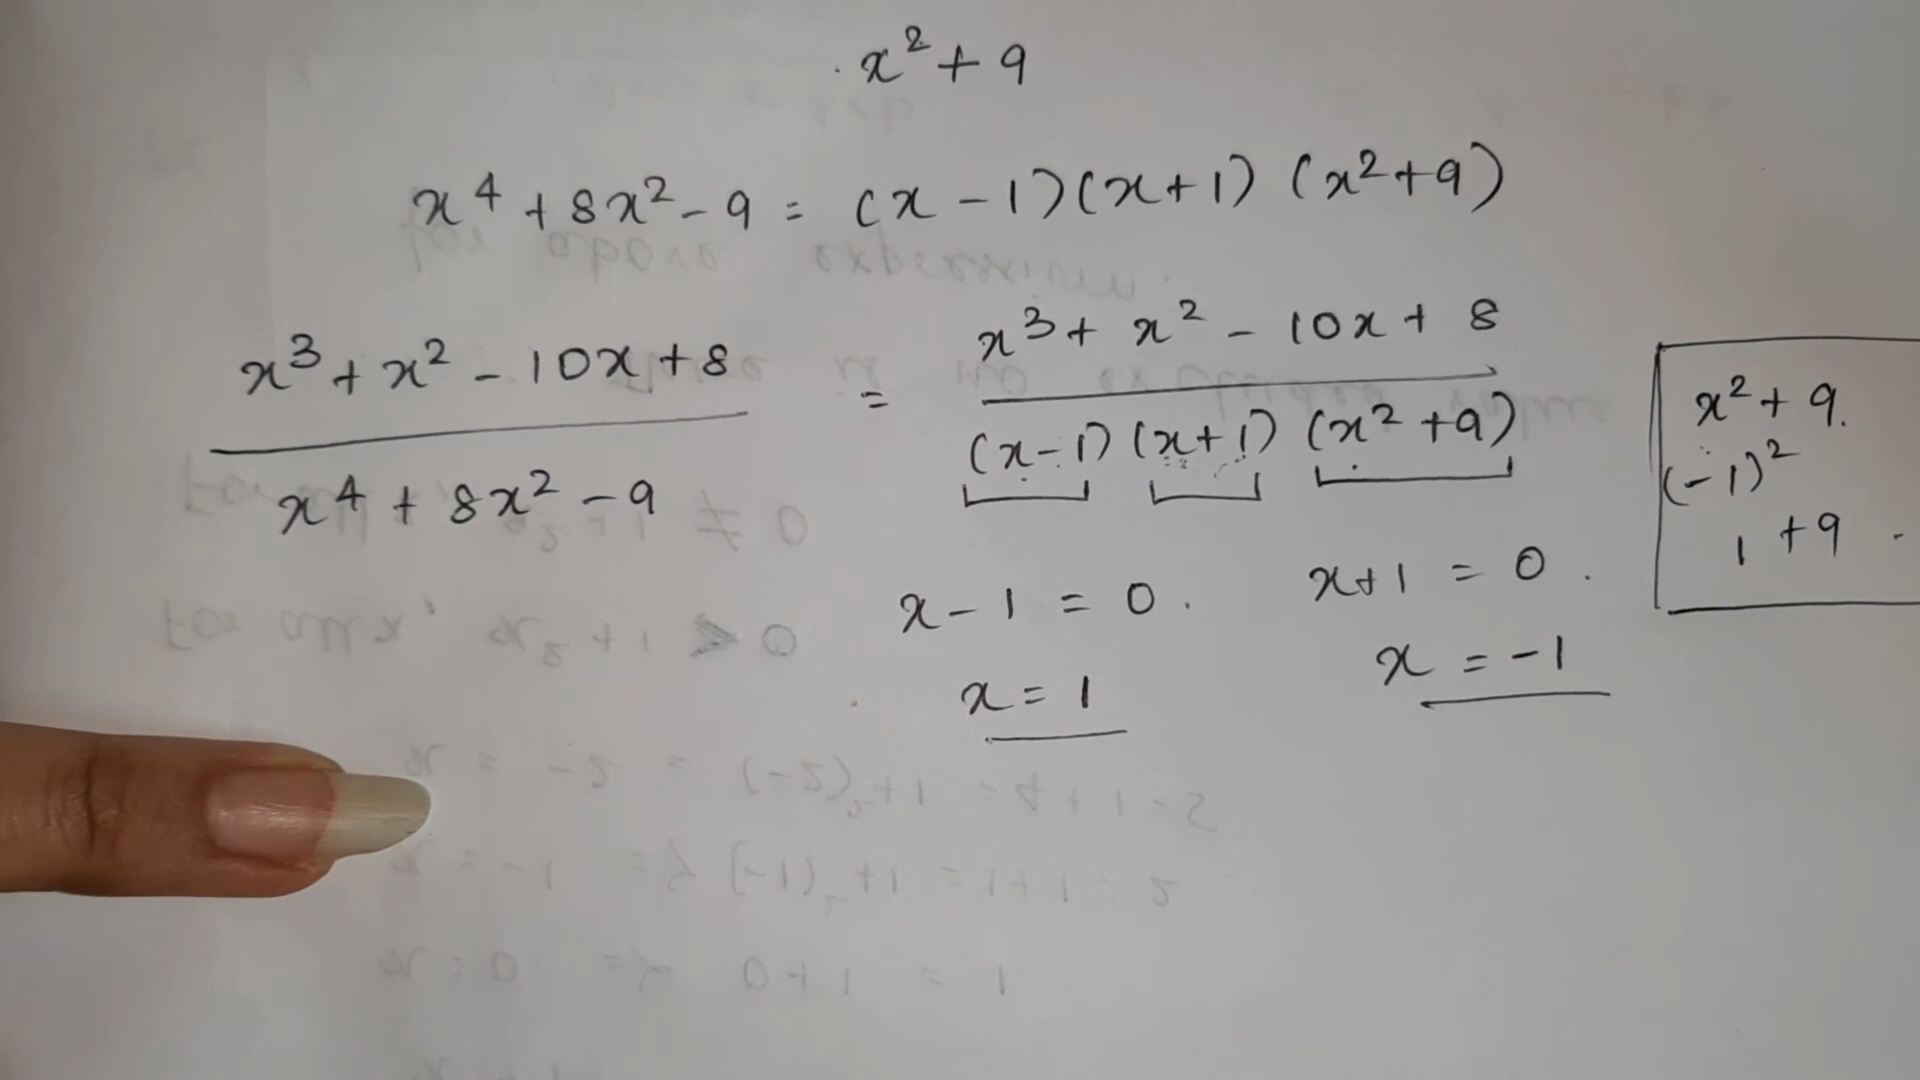 x² + 9
x⁴ + 8x² - 9 = (x - 1)(x + 1) (x² + 9)
x³ + x² - 10x + 8 / x⁴ + 8x² - 9 = x³ + x² - 10x + 8 / (x - 1) (x + 1) (x² + 9)
x - 1 = 0.
x = 1
x + 1 = 0.
x = -1
x² + 9.
(-1)²
1 + 9